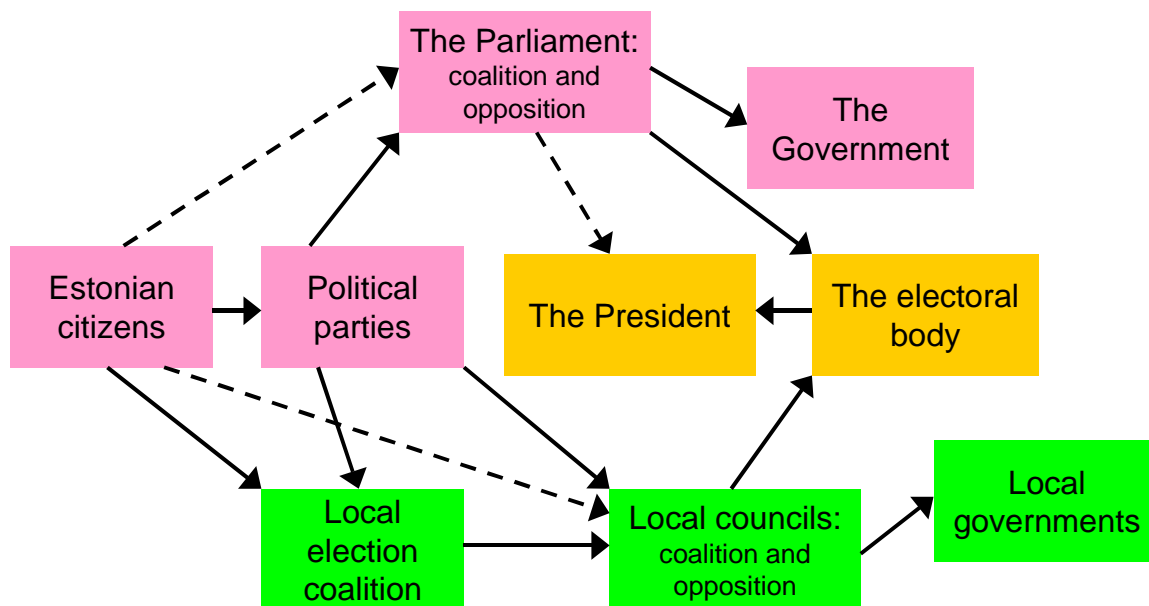 The Parliament:
coalition and
opposition
The
Government
Estonian
citizens
Political
parties
The President
The electoral
body
Local
election
coalition
Local councils:
coalition and
opposition
Local
governments